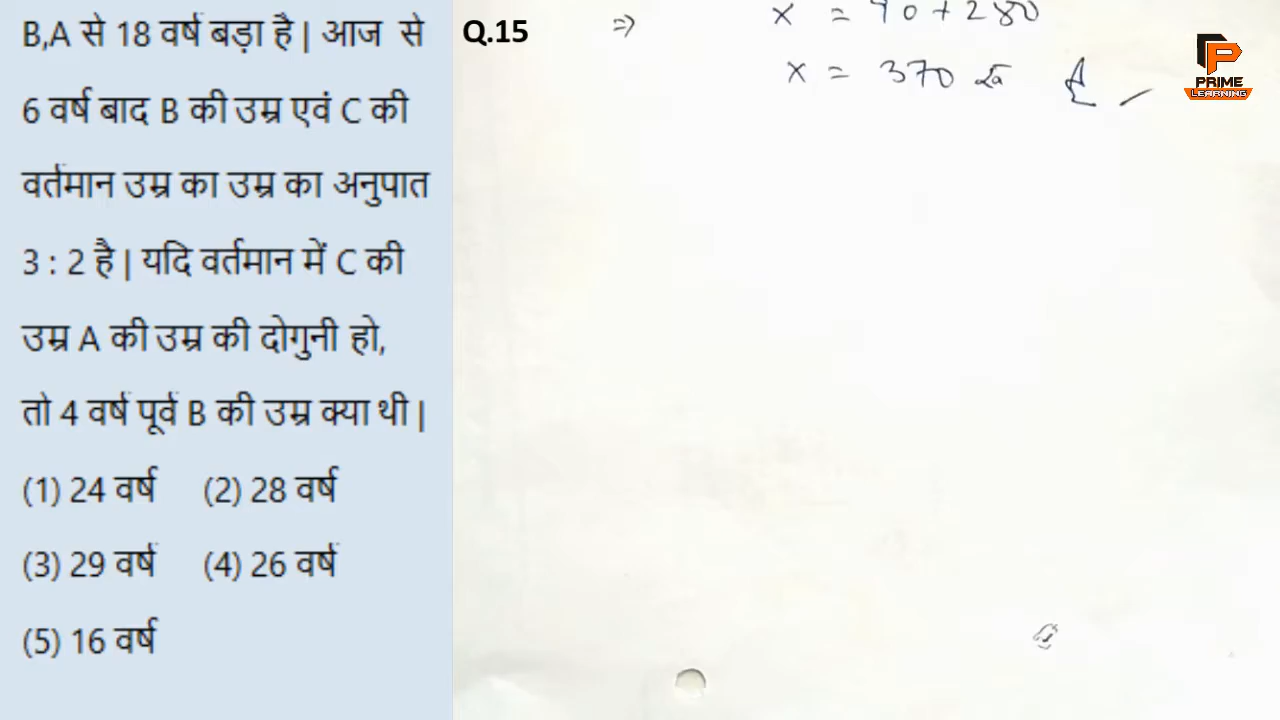 B,A से 18 वर्ष बड़ा है | आज से
6 वर्ष बाद B की उम्र एवं C की
वर्तमान उम्र का उम्र का अनुपात
3 : 2 है | यदि वर्तमान में C की
उम्र A की उम्र की दोगुनी हो,
तो 4 वर्ष पूर्व B की उम्र क्या थी |
(1) 24 वर्ष (2) 28 वर्ष
(3) 29 वर्ष (4) 26 वर्ष
(5) 16 वर्ष
Q.15
⇒ x = 90 + 280
x = 370
PRIME
LEARNING